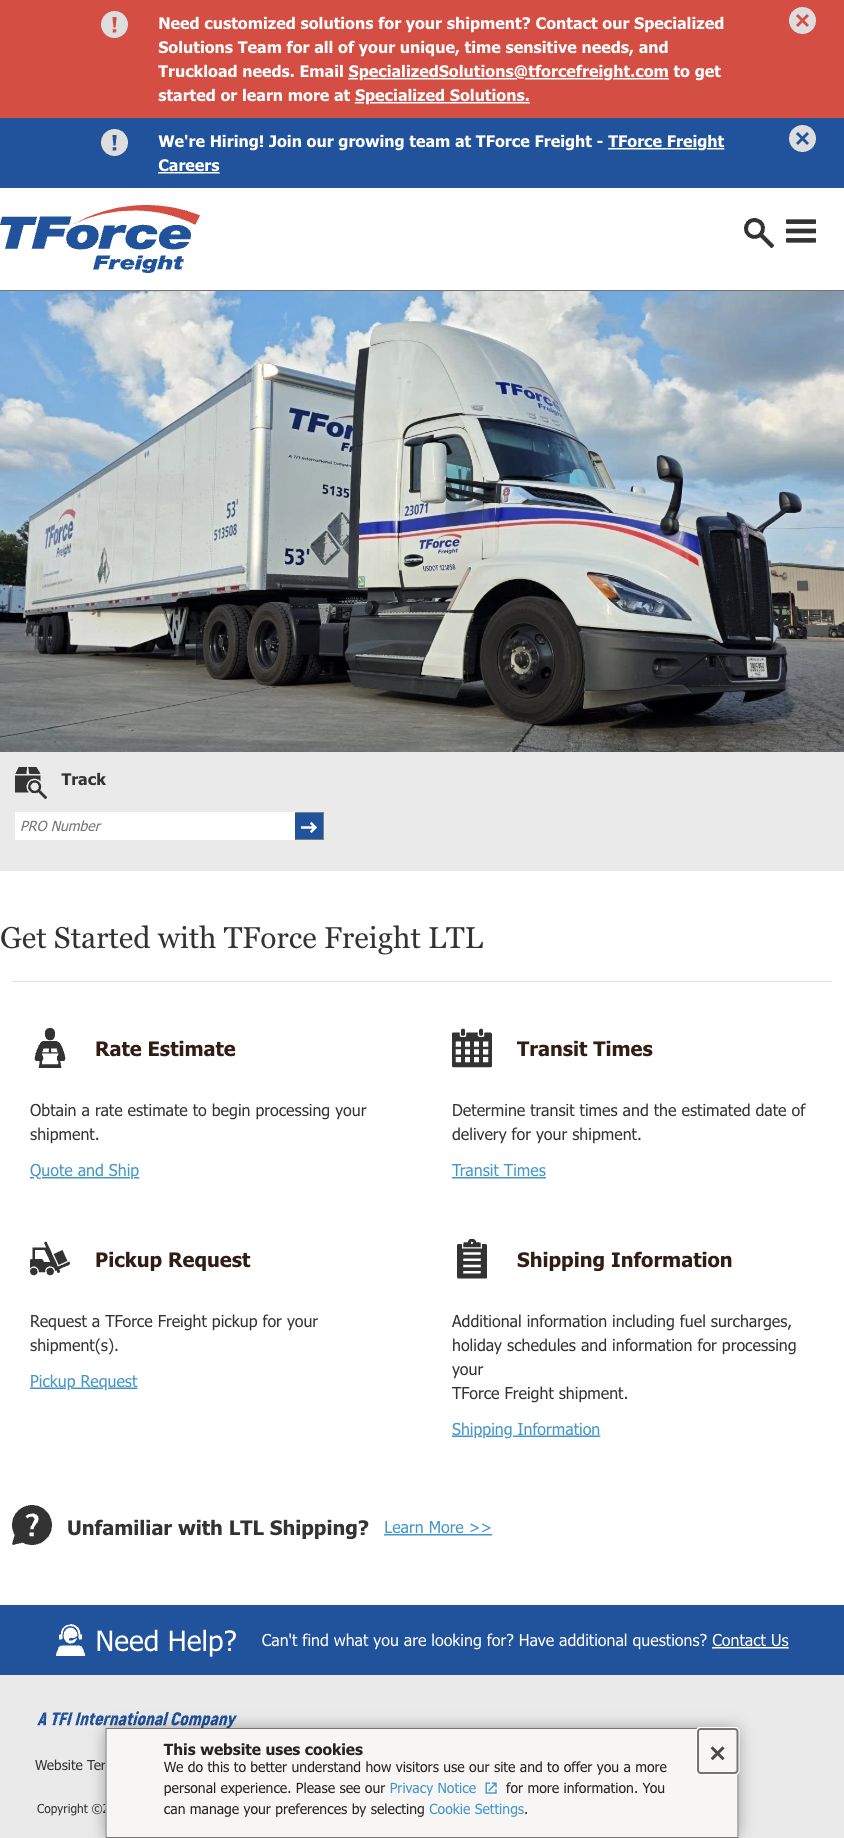 Need customized solutions for your shipment? Contact our Specialized
Solutions Team for all of your unique, time sensitive needs, and
Truckload needs. Email SpecializedSolutions@tforcefreight.com to get
started or learn more at Specialized Solutions.
We're Hiring! Join our growing team at TForce Freight - TForce Freight
Careers
TForce
Freight
TForce
Freight
TFor
F
5135
53'
513508
53'
TForce
Freight
23071
TForce
Freight
Track
PRO Number
Get Started with TForce Freight LTL
Rate Estimate
Obtain a rate estimate to begin processing your
shipment.
Quote and Ship
Transit Times
Determine transit times and the estimated date of
delivery for your shipment.
Transit Times
Pickup Request
Request a TForce Freight pickup for your
shipment(s).
Pickup Request
Shipping Information
Additional information including fuel surcharges,
holiday schedules and information for processing
your
TForce Freight shipment.
Shipping Information
Unfamiliar with LTL Shipping? Learn More >>
Need Help? Can't find what you are looking for? Have additional questions? Contact Us
A TFI International Company
Website Ter
Copyright ©
This website uses cookies
We do this to better understand how visitors use our site and to offer you a more
personal experience. Please see our Privacy Notice for more information. You
can manage your preferences by selecting Cookie Settings.